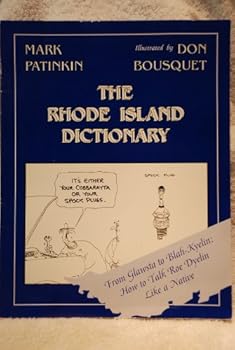 MARK
PATINKIN
Illustrated by DON
BOUSQUET
THE
RHODE ISLAND
DICTIONARY
IT'S EITHER
YOUR COBBARAYTA
OR YOUR
SPOCK PLUGS.
SPOCK PLUG
From Glawsta to Blah-Kyelin:
How to Talk Roe Dyelin
Like a Native